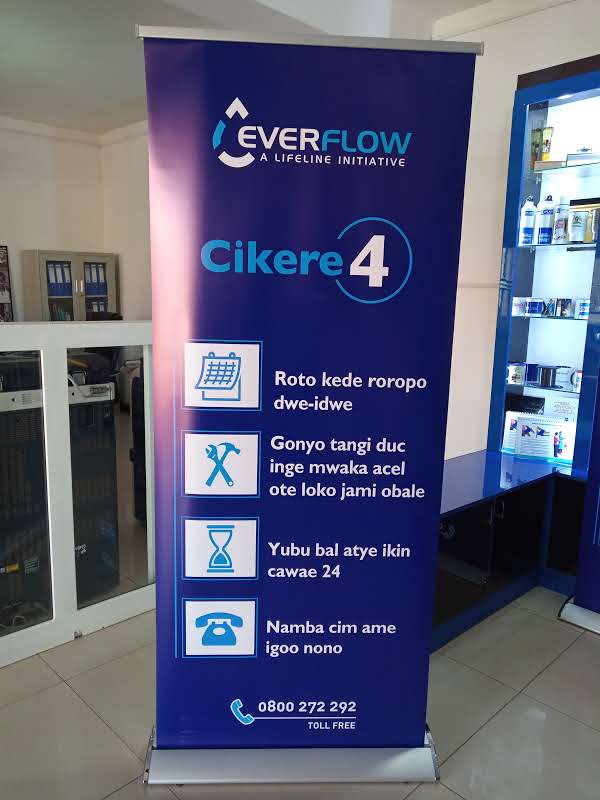 EVERFLOW
A LIFELINE INITIATIVE
Cikere 4
Roto kede roropo
dwe-idwe
Gonyo tangi duc
inge mwaka acel
ote loko jami obale
Yubu bal atye ikin
cawae 24
Namba cim ame
igoo nono
0800 272 292
TOLL FREE